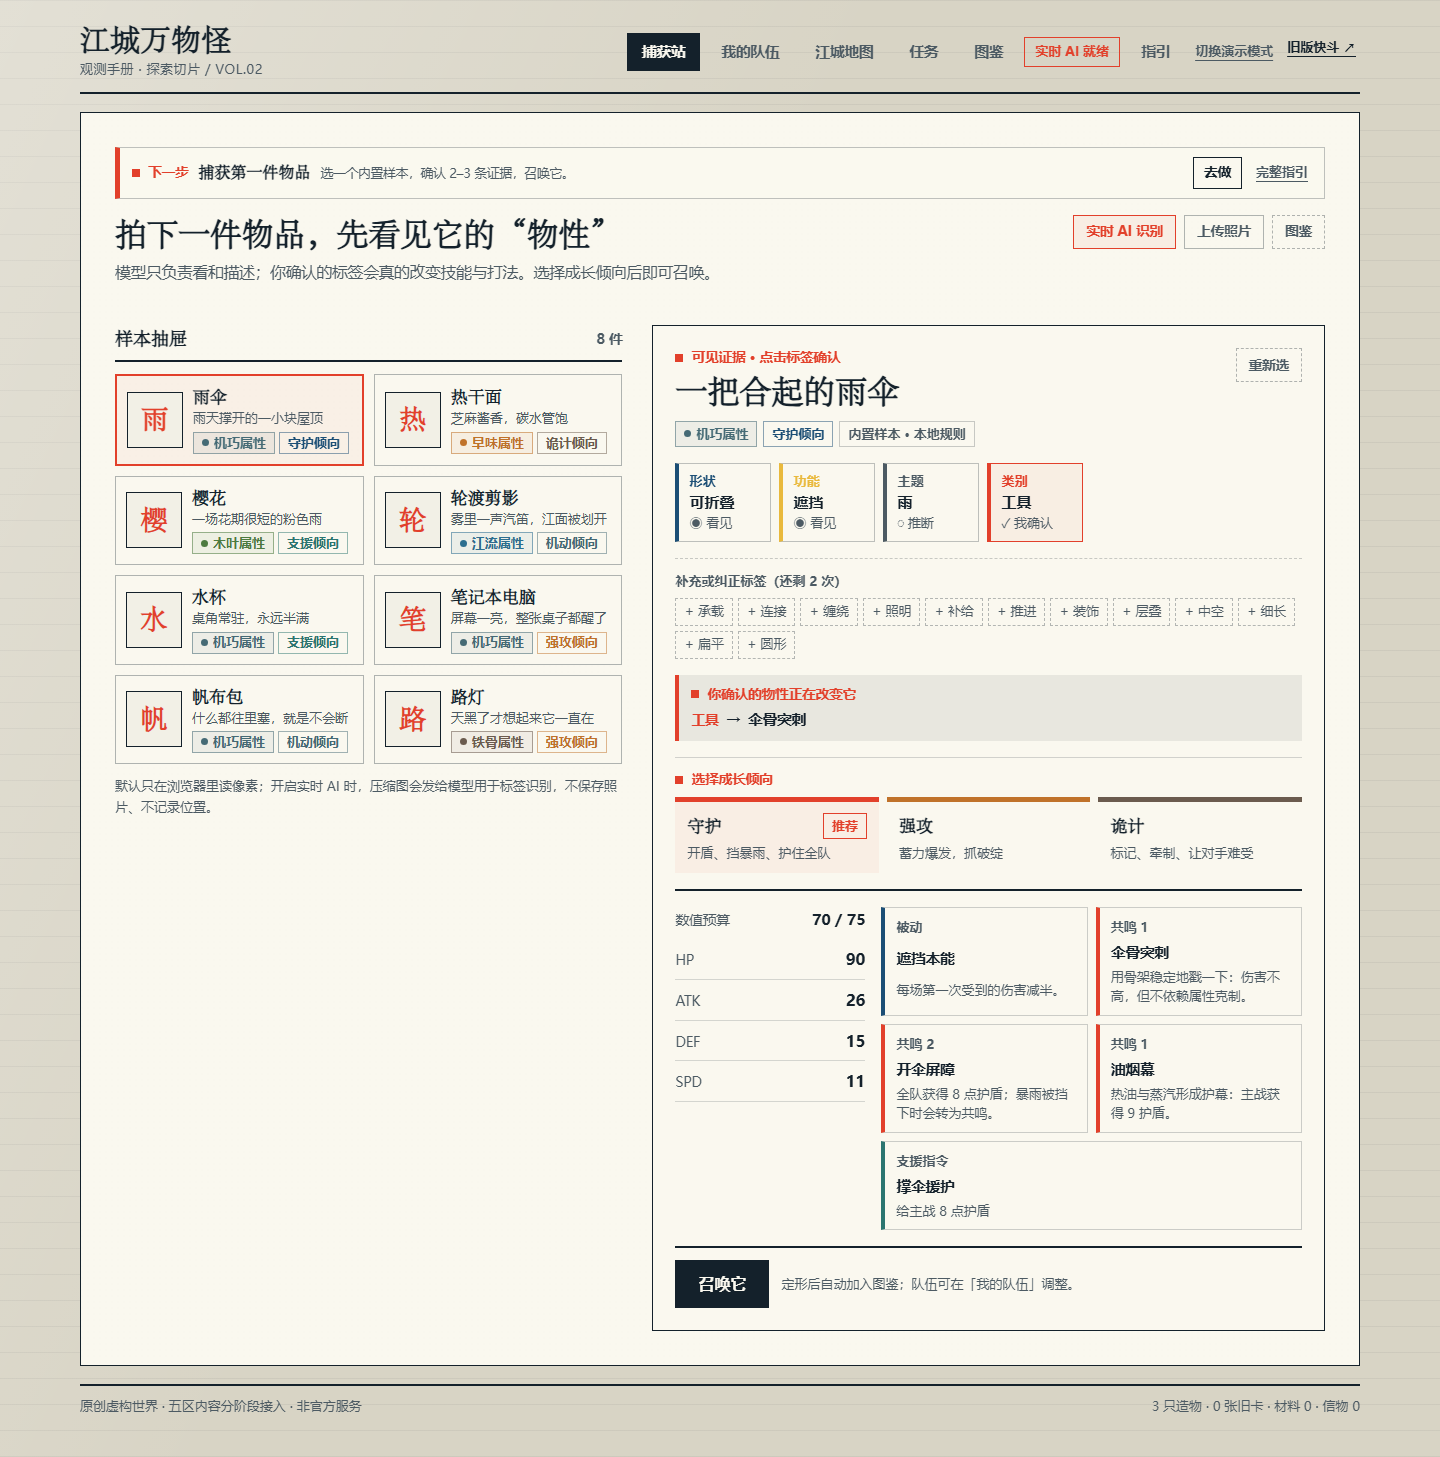 江城万物怪
观测手册 · 探索切片 / VOL.02
捕获站 我的队伍 江城地图 任务 图鉴 实时 AI 就绪 指引 切换演示模式 旧版快斗 ↗
下一步 捕获第一件物品 选一个内置样本，确认 2–3 条证据，召唤它。 去做 完整指引
拍下一件物品，先看见它的“物性”
实时 AI 识别 上传照片 图鉴
模型只负责看和描述；你确认的标签会真的改变技能与打法。选择成长倾向后即可召唤。
样本抽屉 8 件
雨
雨伞
雨天撑开的一小块屋顶
机巧属性 守护倾向
热
热干面
芝麻酱香，碳水管饱
早味属性 诡计倾向
樱
樱花
一场花期很短的粉色雨
木叶属性 支援倾向
轮
轮渡剪影
雾里一声汽笛，江面被划开
江流属性 机动倾向
水
水杯
桌角常驻，永远半满
机巧属性 支援倾向
笔
笔记本电脑
屏幕一亮，整张桌子都醒了
机巧属性 强攻倾向
帆
帆布包
什么都往里塞，就是不会断
机巧属性 机动倾向
路
路灯
天黑了才想起来它一直在
铁骨属性 强攻倾向
默认只在浏览器里读像素；开启实时 AI 时，压缩图会发给模型用于标签识别，不保存照
片、不记录位置。
可见证据 • 点击标签确认
重新选
一把合起的雨伞
机巧属性 守护倾向 内置样本 • 本地规则
形状
可折叠
◉ 看见
功能
遮挡
◉ 看见
主题
雨
○ 推断
类别
工具
✓ 我确认
补充或纠正标签（还剩 2 次）
+ 承载 + 连接 + 缠绕 + 照明 + 补给 + 推进 + 装饰 + 层叠 + 中空 + 细长
+ 扁平 + 圆形
你确认的物性正在改变它
工具 → 伞骨突刺
选择成长倾向
守护 推荐
开盾、挡暴雨、护住全队
强攻
蓄力爆发，抓破绽
诡计
标记、牵制、让对手难受
数值预算 70 / 75
HP 90
ATK 26
DEF 15
SPD 11
被动
遮挡本能
每场第一次受到的伤害减半。
共鸣 1
伞骨突刺
用骨架稳定地戳一下：伤害不
高，但不依赖属性克制。
共鸣 2
开伞屏障
全队获得 8 点护盾；暴雨被挡
下时会转为共鸣。
共鸣 1
油烟幕
热油与蒸汽形成护幕：主战获
得 9 护盾。
支援指令
撑伞援护
给主战 8 点护盾
召唤它 定形后自动加入图鉴；队伍可在「我的队伍」调整。
原创虚构世界 · 五区内容分阶段接入 · 非官方服务
3 只造物 · 0 张旧卡 · 材料 0 · 信物 0